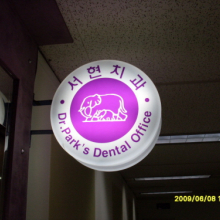 · 서현치과 ·
Dr. Park's Dental Office
2009/06/08